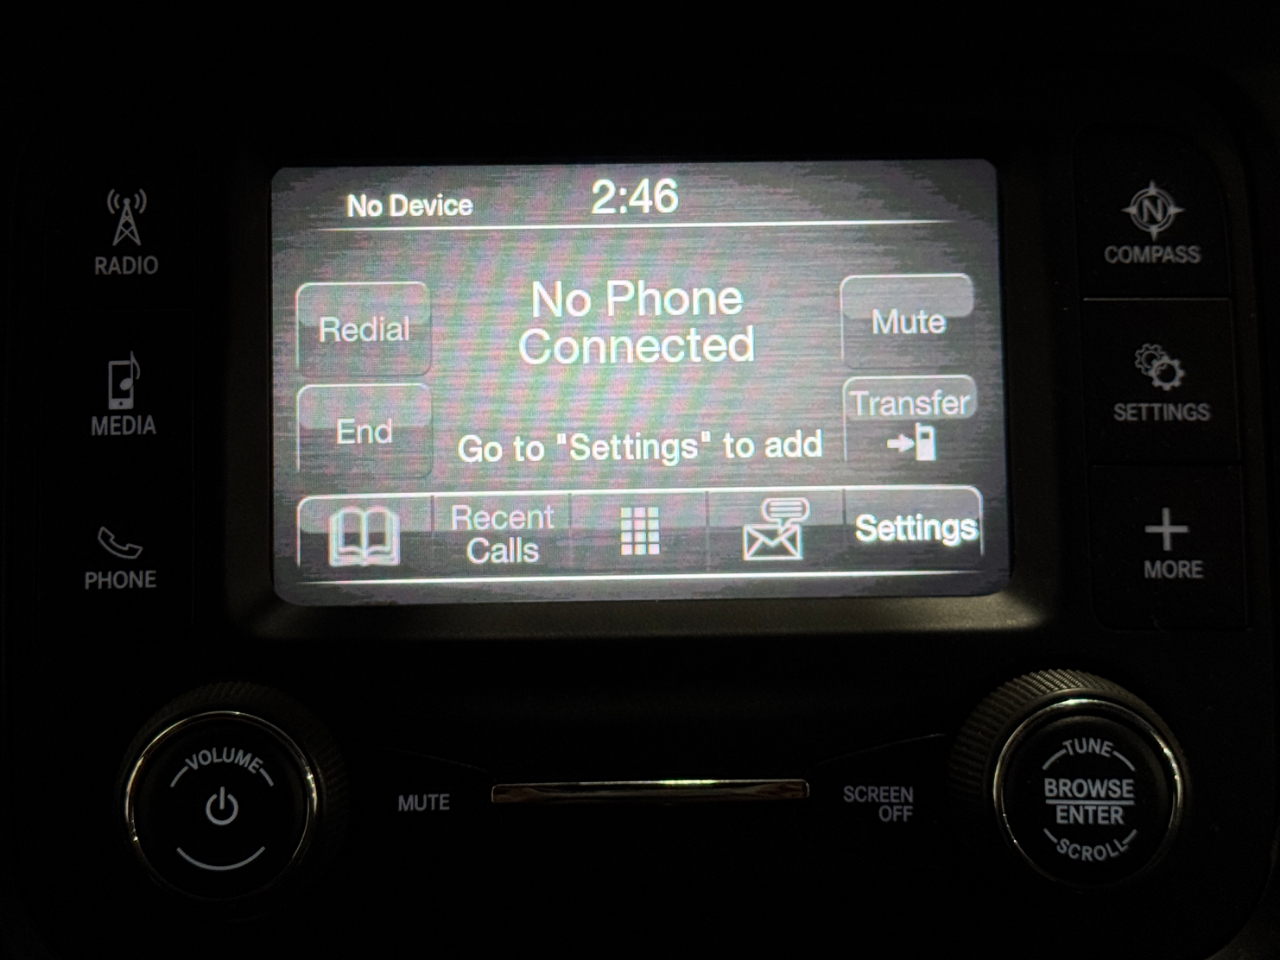 No Device
2:46
RADIO
COMPASS
Redial
No Phone
Connected
Mute
MEDIA
SETTINGS
End
Go to "Settings" to add
Transfer
PHONE
Recent
Calls
Settings
MORE
VOLUME
MUTE
SCREEN
OFF
TUNE
BROWSE
ENTER
SCROLL
N